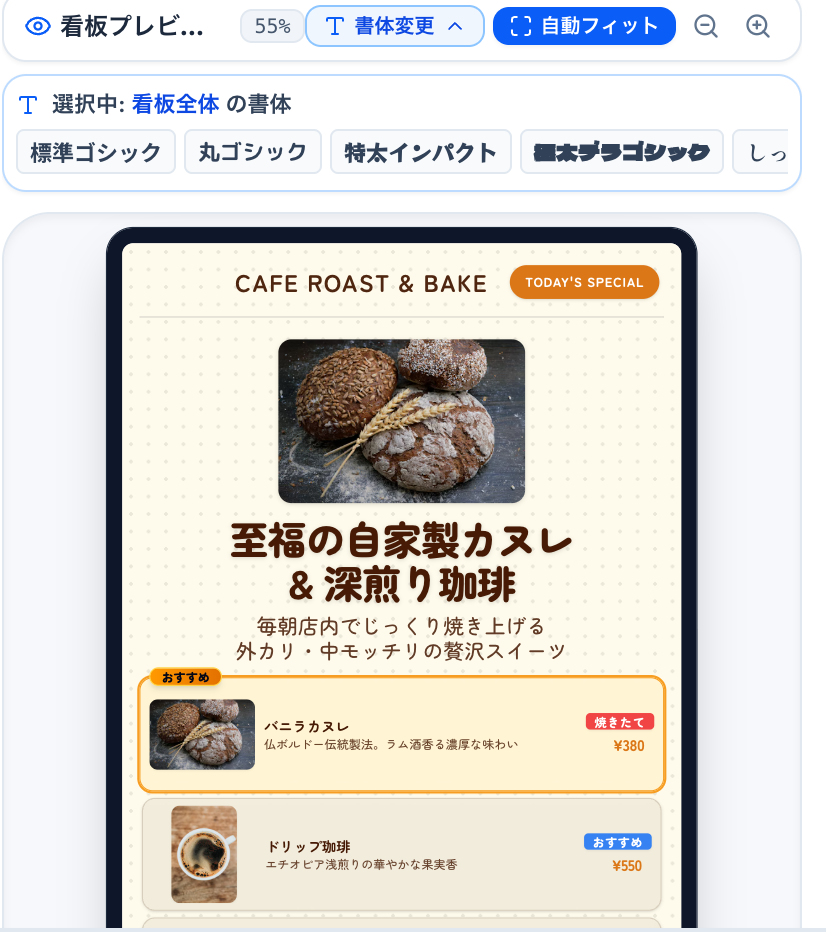 看板プレビ...
55%
書体変更
自動フィット
選択中: 看板全体 の書体
標準ゴシック
丸ゴシック
特太インパクト
極太デラゴシック
しっ
CAFE ROAST & BAKE
TODAY'S SPECIAL
至福の自家製カヌレ
& 深煎り珈琲
毎朝店内でじっくり焼き上げる
外カリ・中モッチリの贅沢スイーツ
おすすめ
バニラカヌレ
仏ボルドー伝統製法。ラム酒香る濃厚な味わい
焼きたて
¥380
ドリップ珈琲
エチオピア浅煎りの華やかな果実香
おすすめ
¥550